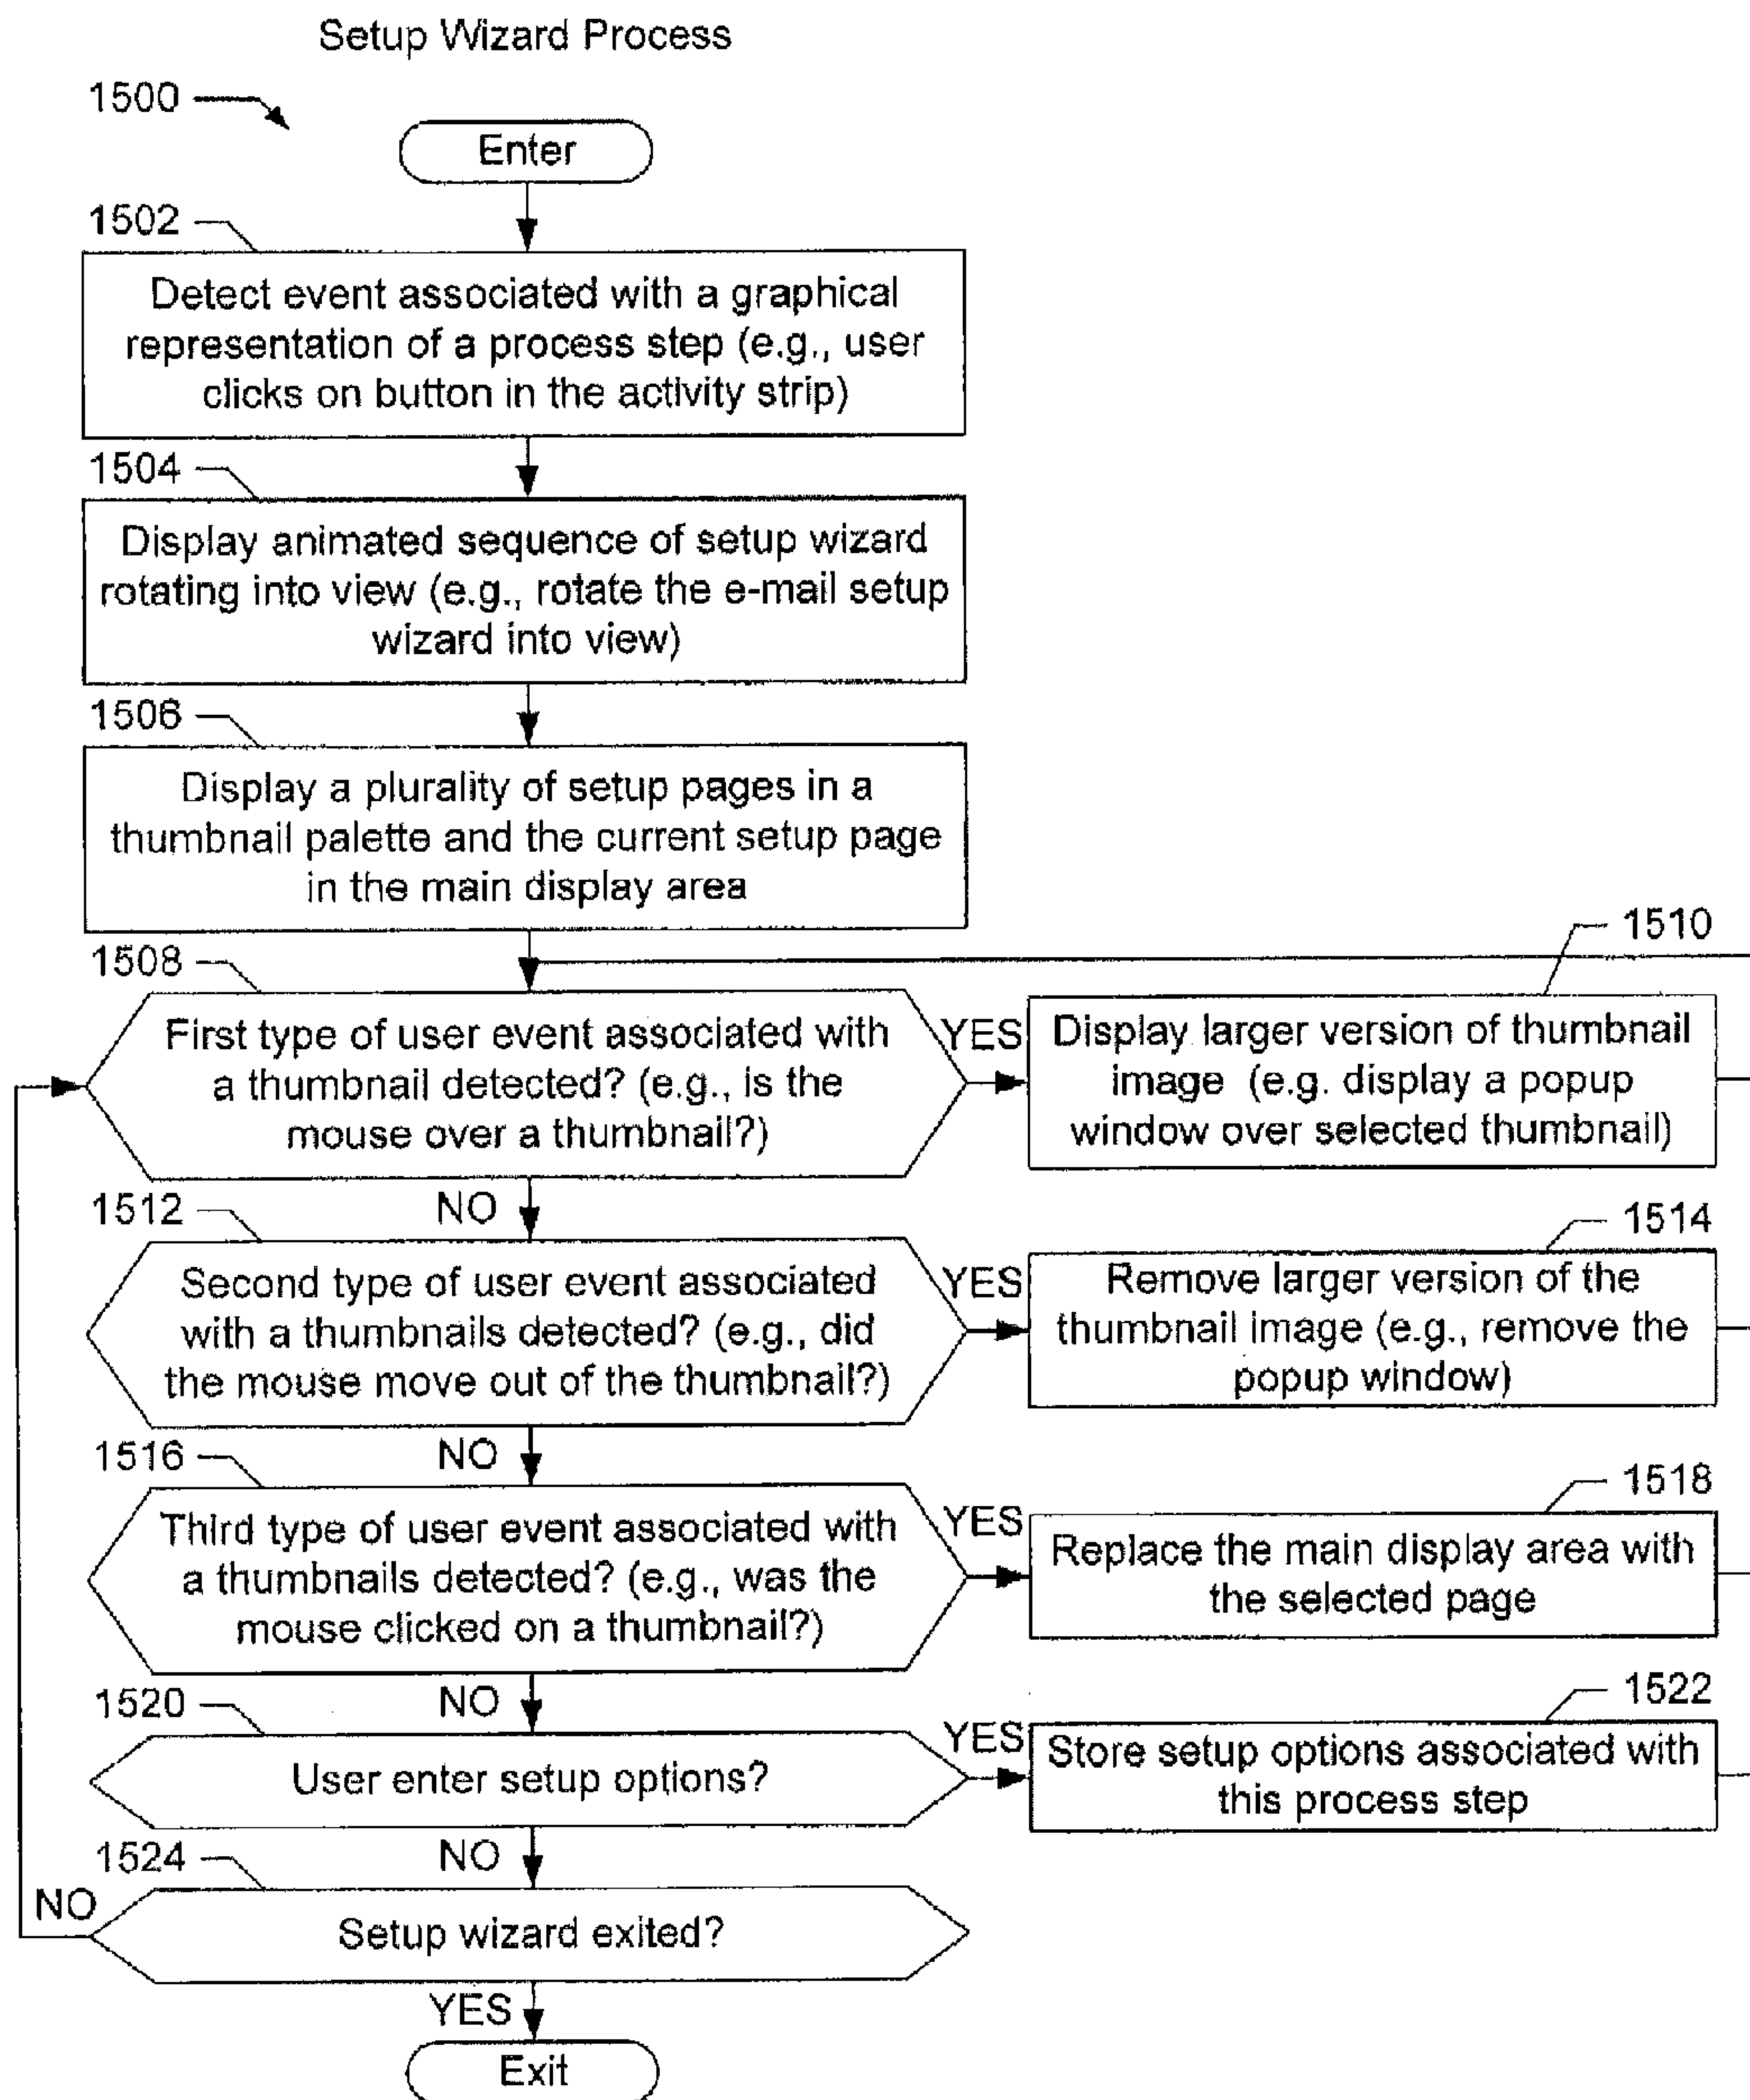 Setup Wizard Process
1500
Enter
1502
Detect event associated with a graphical
representation of a process step (e.g., user
clicks on button in the activity strip)
1504
Display animated sequence of setup wizard
rotating into view (e.g., rotate the e-mail setup
wizard into view)
1506
Display a plurality of setup pages in a
thumbnail palette and the current setup page
in the main display area
1508
First type of user event associated with
a thumbnail detected? (e.g., is the
mouse over a thumbnail?)
YES
1510
Display larger version of thumbnail
image (e.g. display a popup
window over selected thumbnail)
NO
1512
Second type of user event associated
with a thumbnails detected? (e.g., did
the mouse move out of the thumbnail?)
YES
1514
Remove larger version of the
thumbnail image (e.g., remove the
popup window)
NO
1516
Third type of user event associated with
a thumbnails detected? (e.g., was the
mouse clicked on a thumbnail?)
YES
1518
Replace the main display area with
the selected page
NO
1520
User enter setup options?
YES
1522
Store setup options associated with
this process step
NO
1524
Setup wizard exited?
NO
YES
Exit